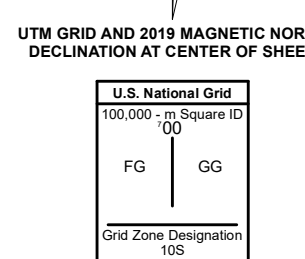 UTM GRID AND 2019 MAGNETIC NOR
DECLINATION AT CENTER OF SHEE
U.S. National Grid
100,000 - m Square ID
⁷00
FG GG
Grid Zone Designation
10S